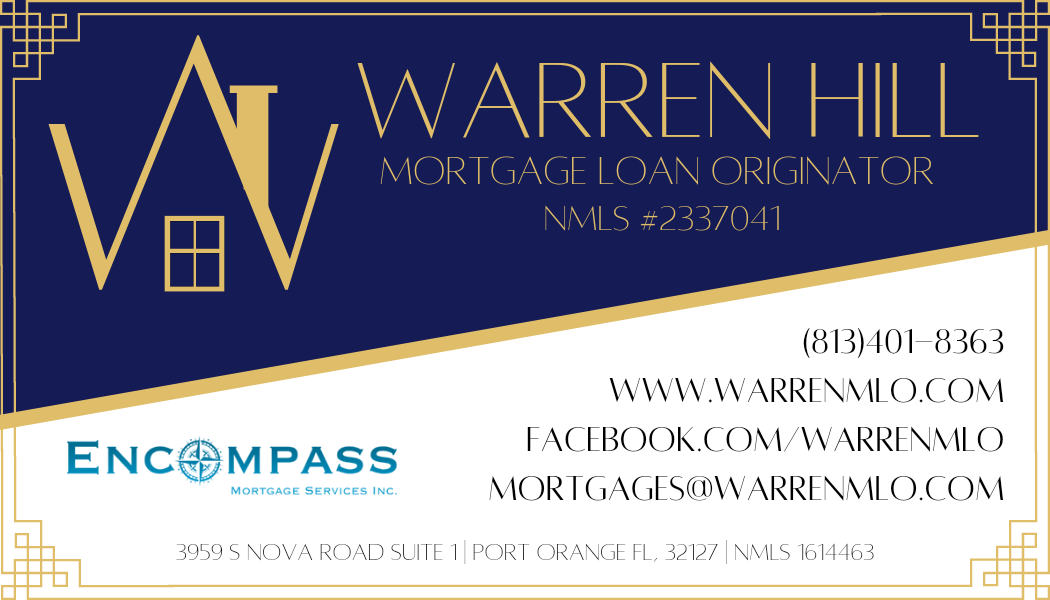 WARREN HILL
MORTGAGE LOAN ORIGINATOR
NMLS #2337041
(813)401-8363
WWW.WARRENMLO.COM
FACEBOOK.COM/WARRENMLO
MORTGAGES@WARRENMLO.COM
ENCOMPASS
MORTGAGE SERVICES INC.
3959 S NOVA ROAD SUITE 1 | PORT ORANGE FL, 32127 | NMLS 1614463